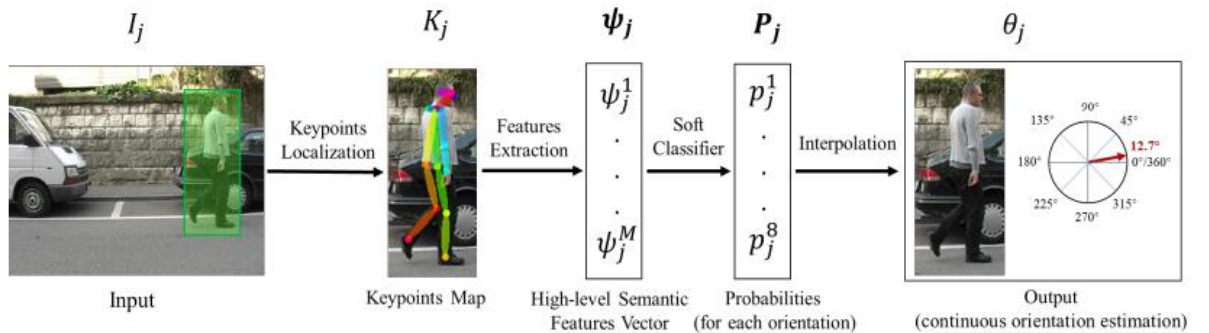 I_j K_j ψ_j P_j θ_j
Keypoints
Localization
Features
Extraction
ψ_j^1
.
.
.
ψ_j^M
Soft
Classifier
p_j^1
.
.
.
p_j^8
Interpolation
90°
135° 45°
12.7°
180° 0°/360°
225° 315°
270°
Input
Keypoints Map
High-level Semantic
Features Vector
Probabilities
(for each orientation)
Output
(continuous orientation estimation)